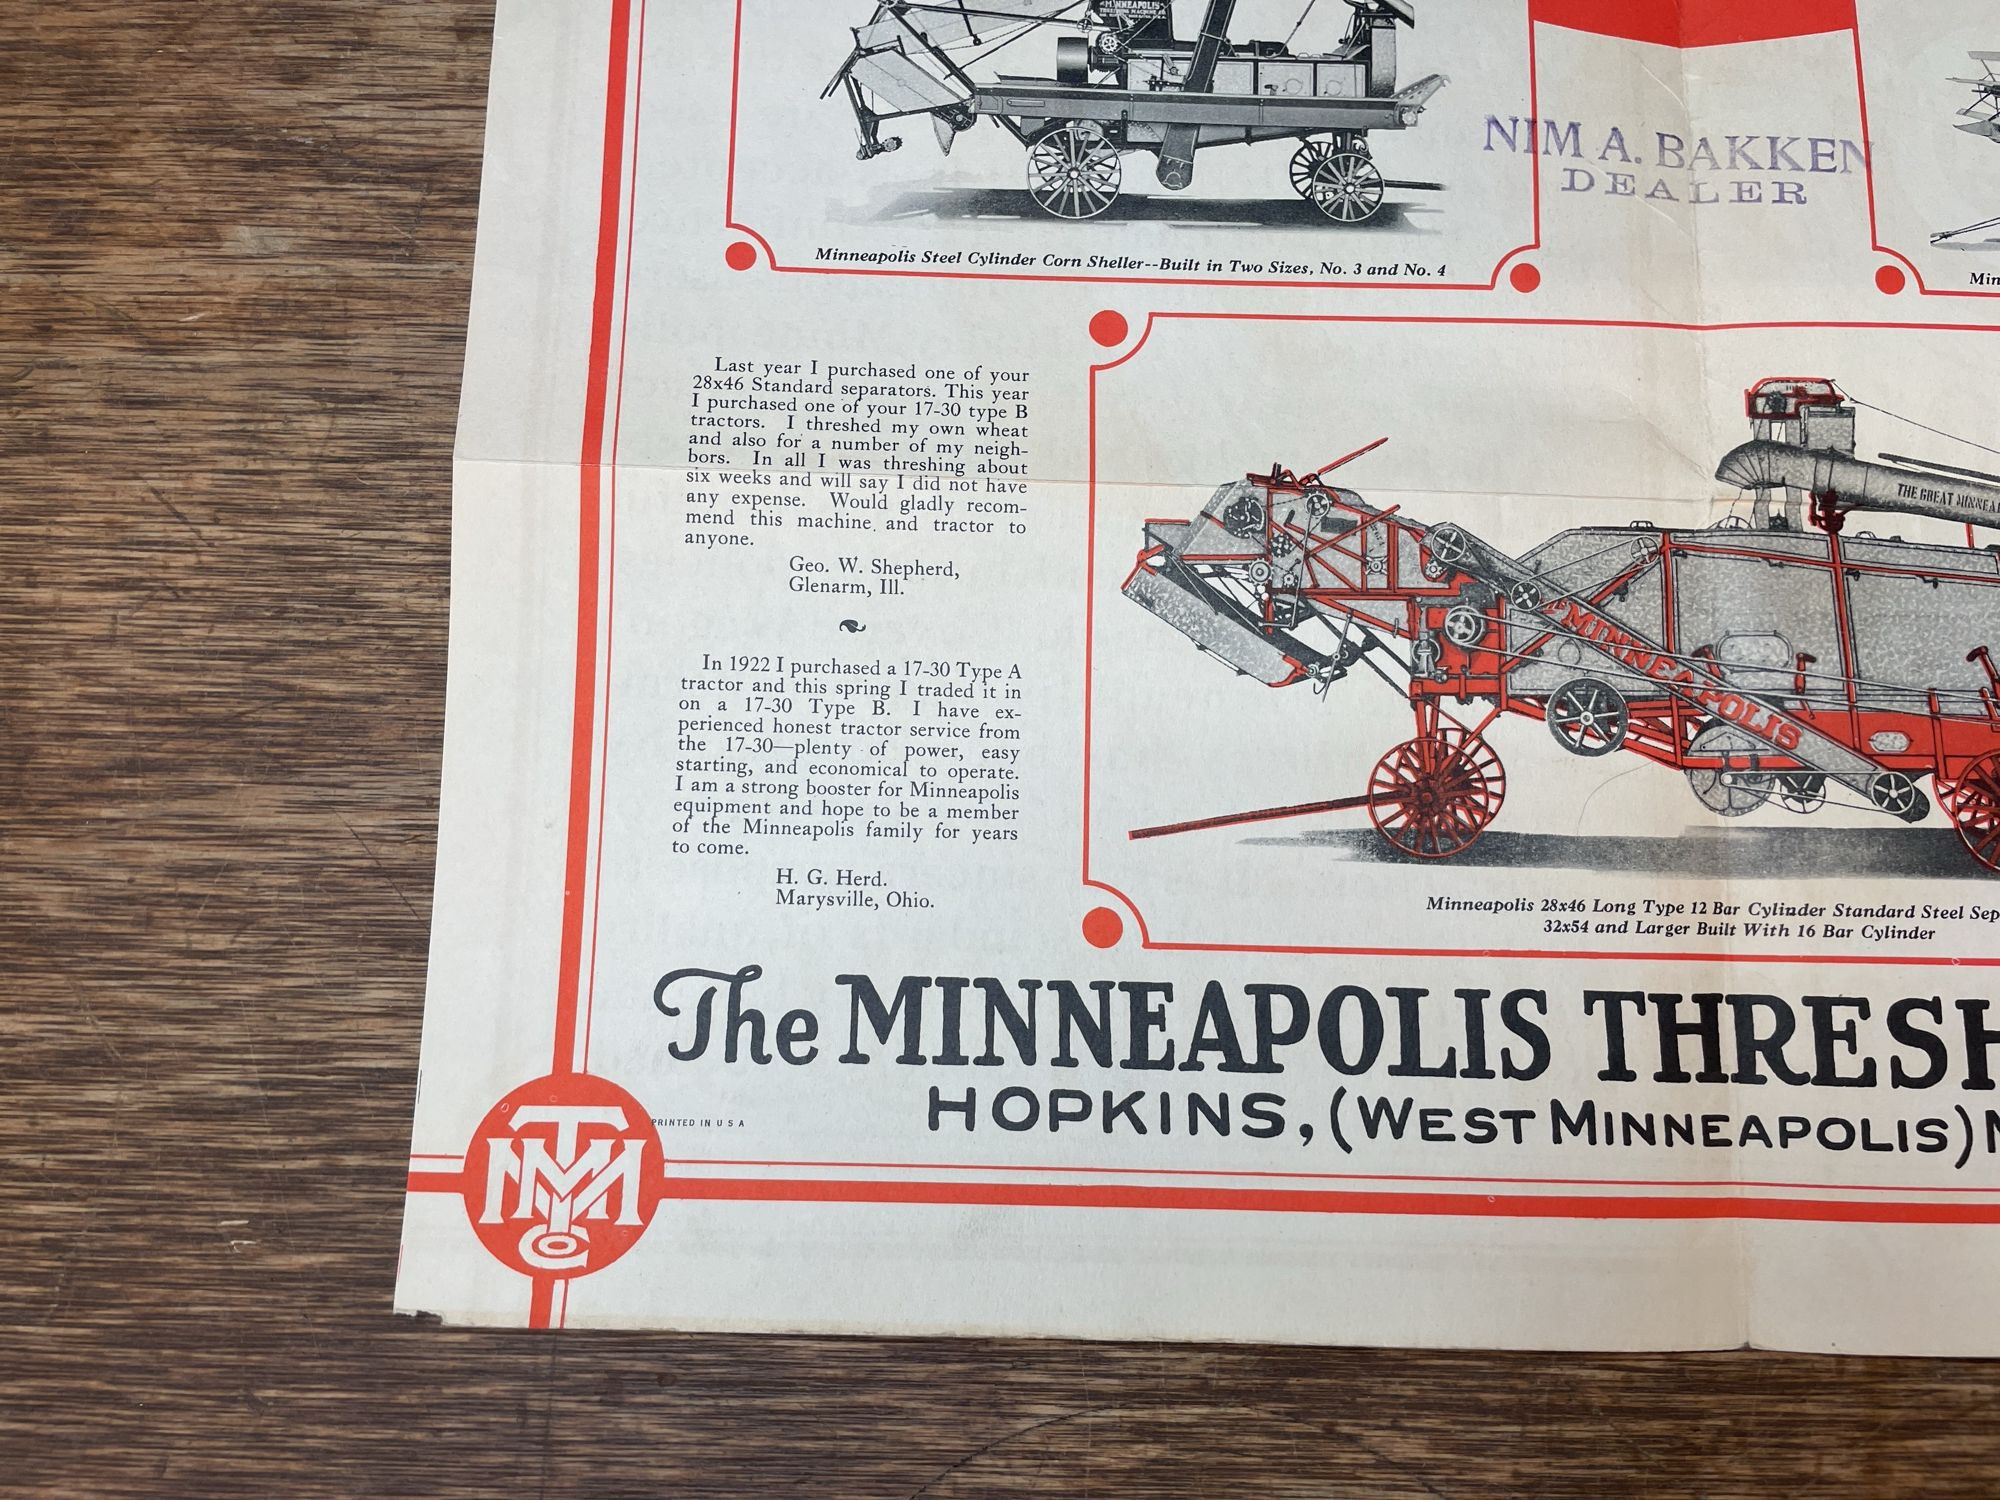 MINNEAPOLIS
THRESHING MACHINE CO.
NIM A. BAKKEN
DEALER
Minneapolis Steel Cylinder Corn Sheller--Built in Two Sizes, No. 3 and No. 4
Last year I purchased one of your
28x46 Standard separators. This year
I purchased one of your 17-30 type B
tractors. I threshed my own wheat
and also for a number of my neigh-
bors. In all I was threshing about
six weeks and will say I did not have
any expense. Would gladly recom-
mend this machine and tractor to
anyone.
Geo. W. Shepherd,
Glenarm, Ill.
In 1922 I purchased a 17-30 Type A
tractor and this spring I traded it in
on a 17-30 Type B. I have ex-
perienced honest tractor service from
the 17-30—plenty of power, easy
starting, and economical to operate.
I am a strong booster for Minneapolis
equipment and hope to be a member
of the Minneapolis family for years
to come.
H. G. Herd.
Marysville, Ohio.
THE GREAT MINNEA
MINNEAPOLIS
Minneapolis 28x46 Long Type 12 Bar Cylinder Standard Steel Sep
32x54 and Larger Built With 16 Bar Cylinder
The MINNEAPOLIS THRESH
HOPKINS, (WEST MINNEAPOLIS) M
PRINTED IN U S A
TMM Co